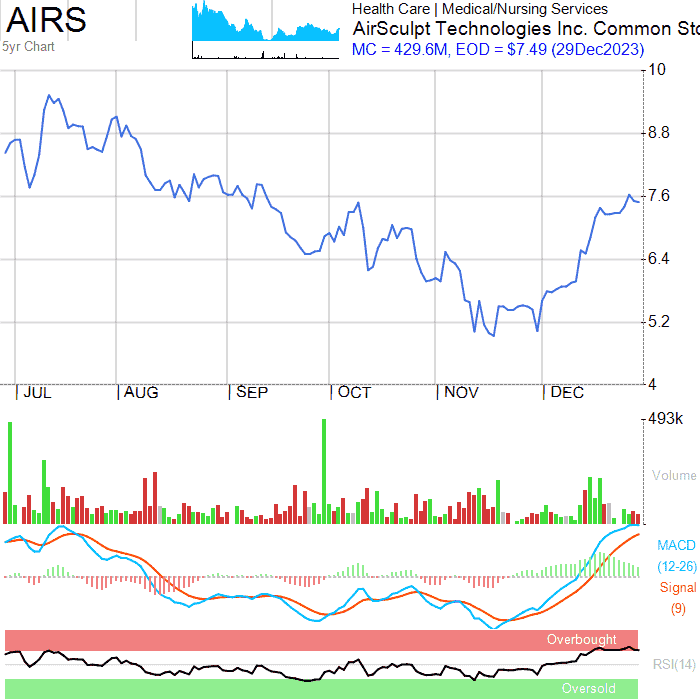 AIRS
5yr Chart
Health Care | Medical/Nursing Services
AirSculpt Technologies Inc. Common Sto
MC = 429.6M, EOD = $7.49 (29Dec2023)
10
8.8
7.6
6.4
5.2
4
JUL
AUG
SEP
OCT
NOV
DEC
493k
Volume
MACD
(12-26)
Signal
(9)
Overbought
RSI(14)
Oversold